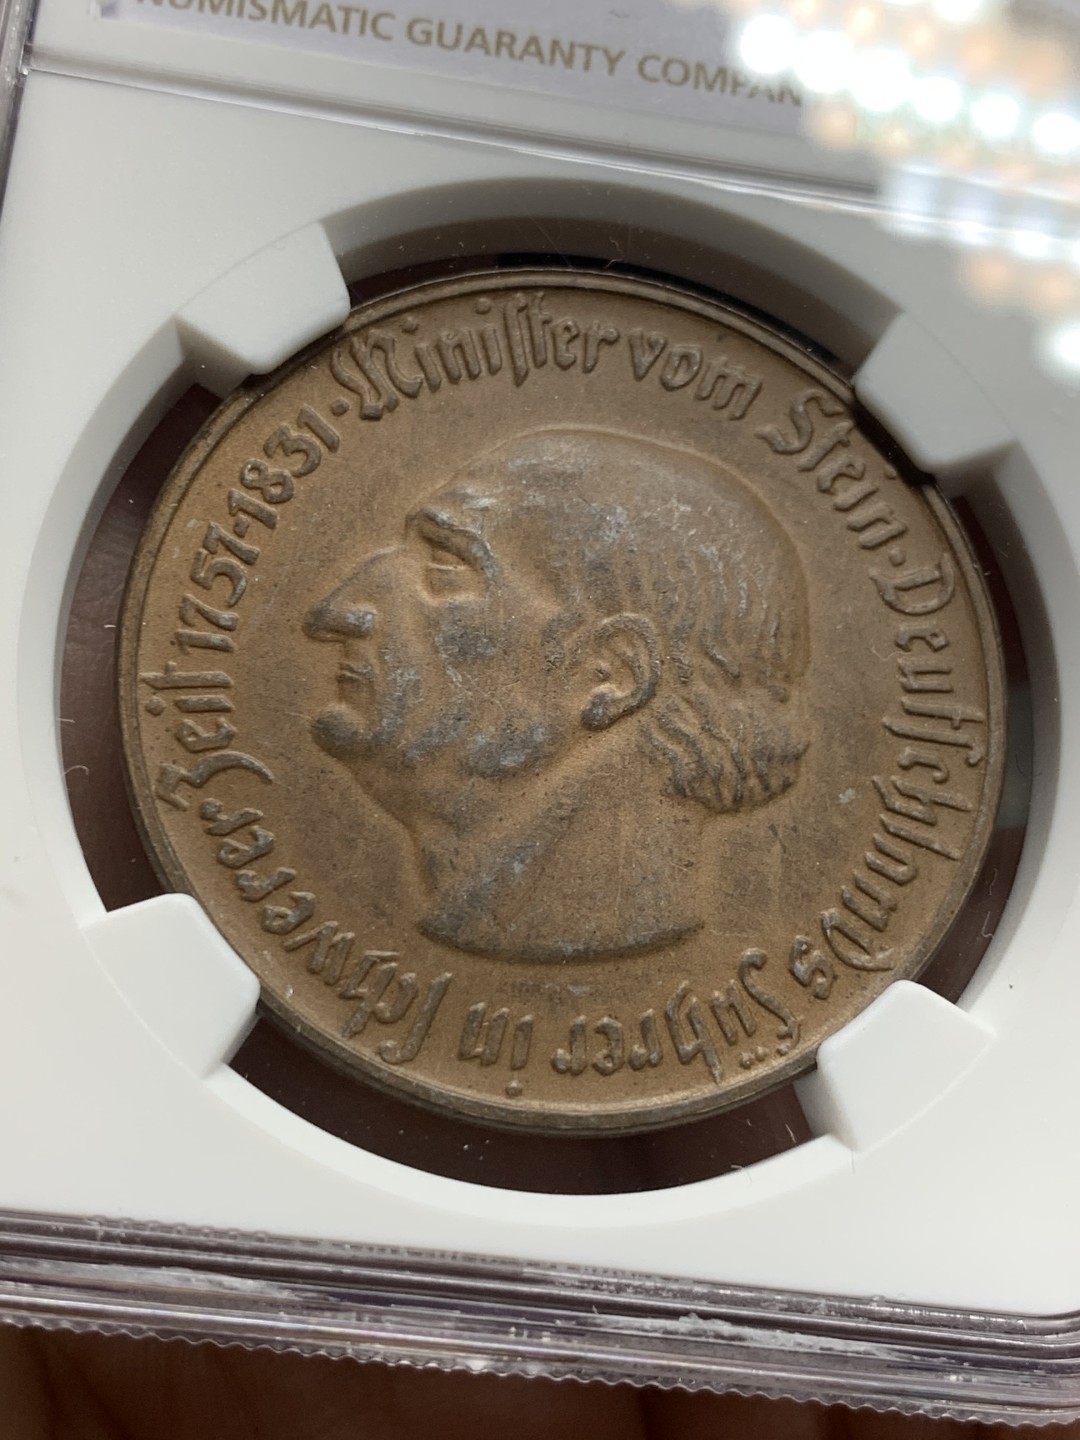 NUMISMATIC GUARANTY COMPAN
Miniſter vom Stein · Deutſchlands Führer in ſchwerer Zeit 1757-1831 ·